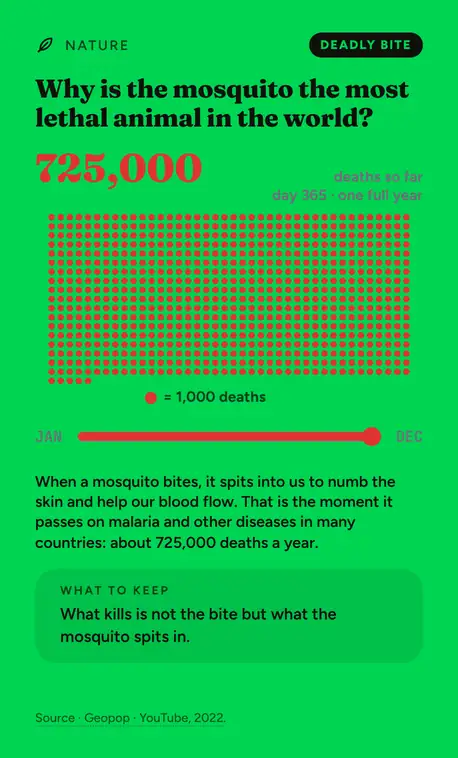 NATURE
DEADLY BITE
Why is the mosquito the most
lethal animal in the world?
725,000
deaths so far
day 365 · one full year
= 1,000 deaths
JAN
DEC
When a mosquito bites, it spits into us to numb the
skin and help our blood flow. That is the moment it
passes on malaria and other diseases in many
countries: about 725,000 deaths a year.
WHAT TO KEEP
What kills is not the bite but what the
mosquito spits in.
Source · Geopop · YouTube, 2022.